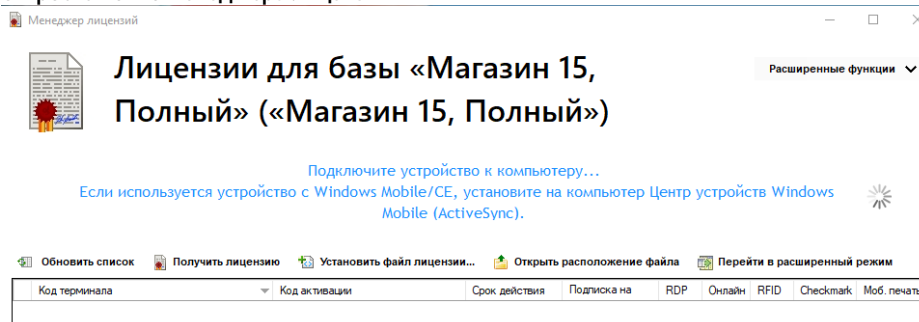 Менеджер лицензий
Лицензии для базы «Магазин 15,
Полный» («Магазин 15, Полный»)
Расширенные функции
Подключите устройство к компьютеру...
Если используется устройство с Windows Mobile/CE, установите на компьютер Центр устройств Windows
Mobile (ActiveSync).
Обновить список Получить лицензию Установить файл лицензии... Открыть расположение файла Перейти в расширенный режим
Код терминала Код активации Срок действия Подписка на RDP Онлайн RFID Checkmark Моб. печать